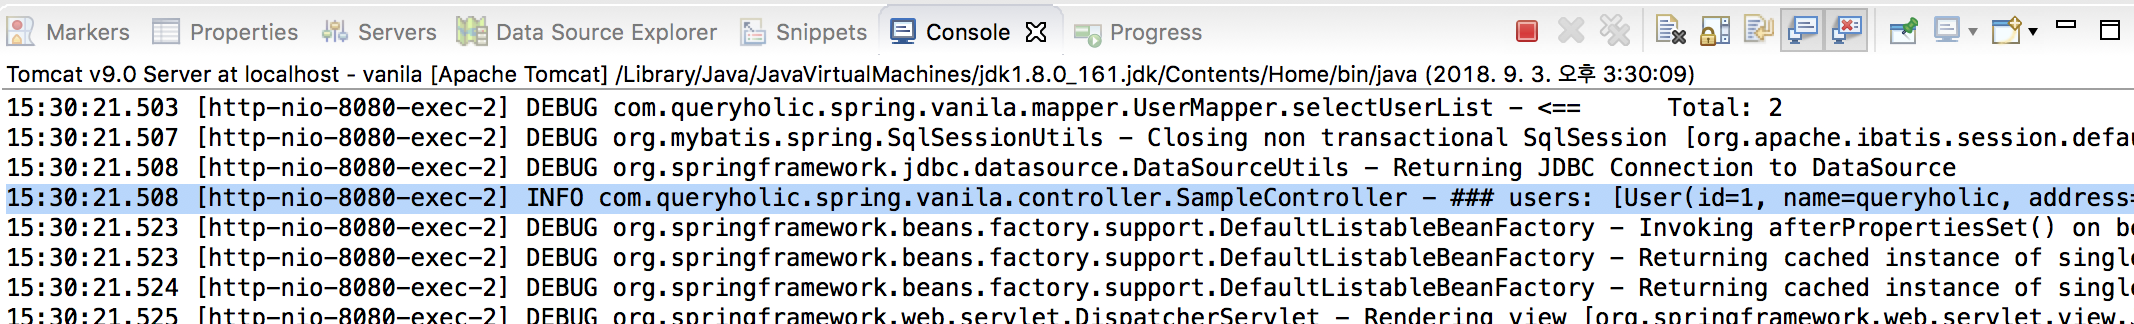 Markers Properties Servers Data Source Explorer Snippets Console Progress
Tomcat v9.0 Server at localhost - vanila [Apache Tomcat] /Library/Java/JavaVirtualMachines/jdk1.8.0_161.jdk/Contents/Home/bin/java (2018. 9. 3. 오후 3:30:09)
15:30:21.503 [http-nio-8080-exec-2] DEBUG com.queryholic.spring.vanila.mapper.UserMapper.selectUserList - <==      Total: 2
15:30:21.507 [http-nio-8080-exec-2] DEBUG org.mybatis.spring.SqlSessionUtils - Closing non transactional SqlSession [org.apache.ibatis.session.defau
15:30:21.508 [http-nio-8080-exec-2] DEBUG org.springframework.jdbc.datasource.DataSourceUtils - Returning JDBC Connection to DataSource
15:30:21.508 [http-nio-8080-exec-2] INFO com.queryholic.spring.vanila.controller.SampleController - ### users: [User(id=1, name=queryholic, address=
15:30:21.523 [http-nio-8080-exec-2] DEBUG org.springframework.beans.factory.support.DefaultListableBeanFactory - Invoking afterPropertiesSet() on be
15:30:21.523 [http-nio-8080-exec-2] DEBUG org.springframework.beans.factory.support.DefaultListableBeanFactory - Returning cached instance of single
15:30:21.524 [http-nio-8080-exec-2] DEBUG org.springframework.beans.factory.support.DefaultListableBeanFactory - Returning cached instance of single
15:30:21.525 [http-nio-8080-exec-2] DEBUG org.springframework.web.servlet.DispatcherServlet - Rendering view [org.springframework.web.servlet.view.